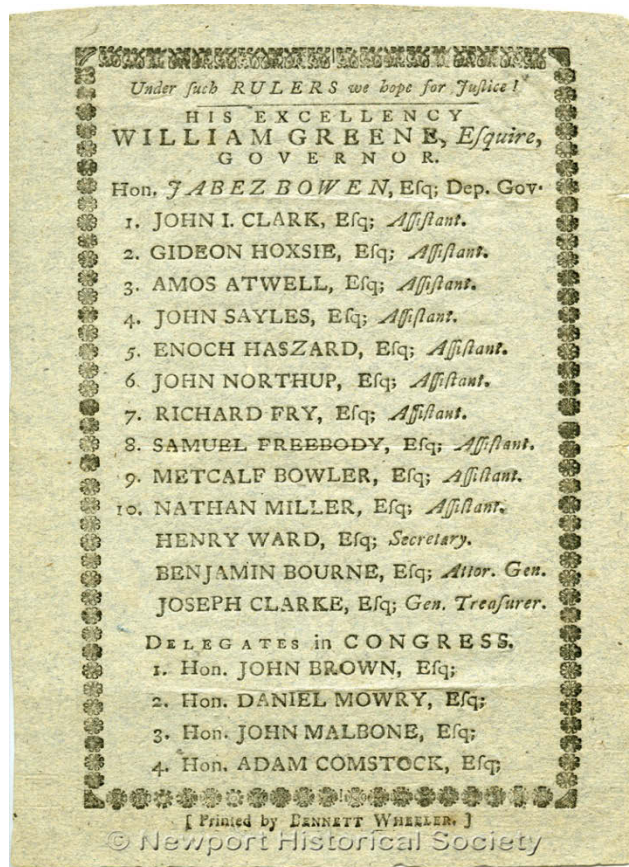 Under ſuch RULERS we hope for Juſtice!
HIS EXCELLENCY
WILLIAM GREENE, Eſquire,
GOVERNOR.
Hon. JABEZ BOWEN, Eſq; Dep. Gov.
1. JOHN I. CLARK, Eſq; Aſſiſtant.
2. GIDEON HOXSIE, Eſq; Aſſiſtant.
3. AMOS ATWELL, Eſq; Aſſiſtant.
4. JOHN SAYLES, Eſq; Aſſiſtant.
5. ENOCH HASZARD, Eſq; Aſſiſtant.
6. JOHN NORTHUP, Eſq; Aſſiſtant.
7. RICHARD FRY, Eſq; Aſſiſtant.
8. SAMUEL FREEBODY, Eſq; Aſſiſtant.
9. METCALF BOWLER, Eſq; Aſſiſtant.
10. NATHAN MILLER, Eſq; Aſſiſtant.
HENRY WARD, Eſq; Secretary.
BENJAMIN BOURNE, Eſq; Attor. Gen.
JOSEPH CLARKE, Eſq; Gen. Treaſurer.
DELEGATES in CONGRESS.
1. Hon. JOHN BROWN, Eſq;
2. Hon. DANIEL MOWRY, Eſq;
3. Hon. JOHN MALBONE, Eſq;
4. Hon. ADAM COMSTOCK, Eſq;
[ Printed by BENNETT WHEELER. ]
© Newport Historical Society